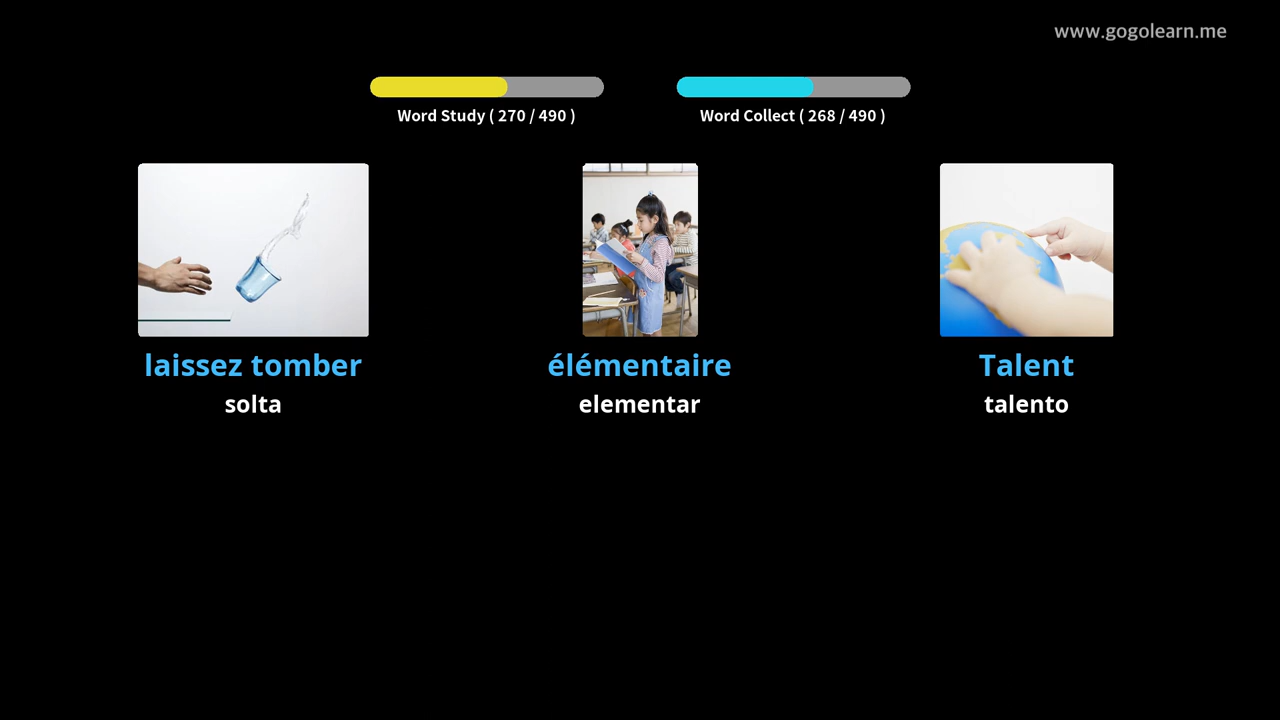 www.gogolearn.me
Word Study ( 270 / 490 )
Word Collect ( 268 / 490 )
laissez tomber
solta
élémentaire
elementar
Talent
talento